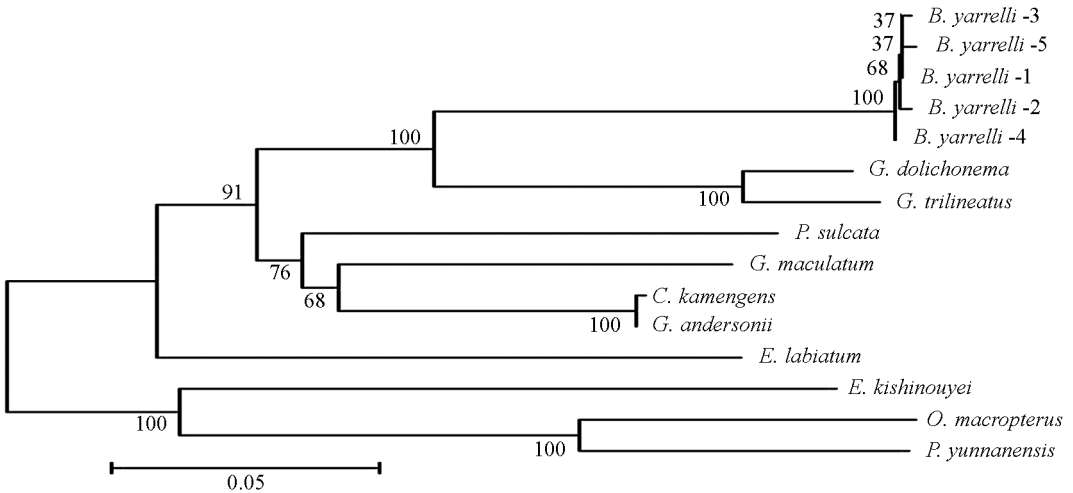 37 B. yarrelli -3
37 B. yarrelli -5
68 B. yarrelli -1
100 B. yarrelli -2
B. yarrelli -4
100
G. dolichonema
91 100 G. trilineatus
P. sulcata
76 G. maculatum
68 C. kamengens
100 G. andersonii
E. labiatum
E. kishinouyei
100 O. macropterus
100 P. yunnanensis
0.05